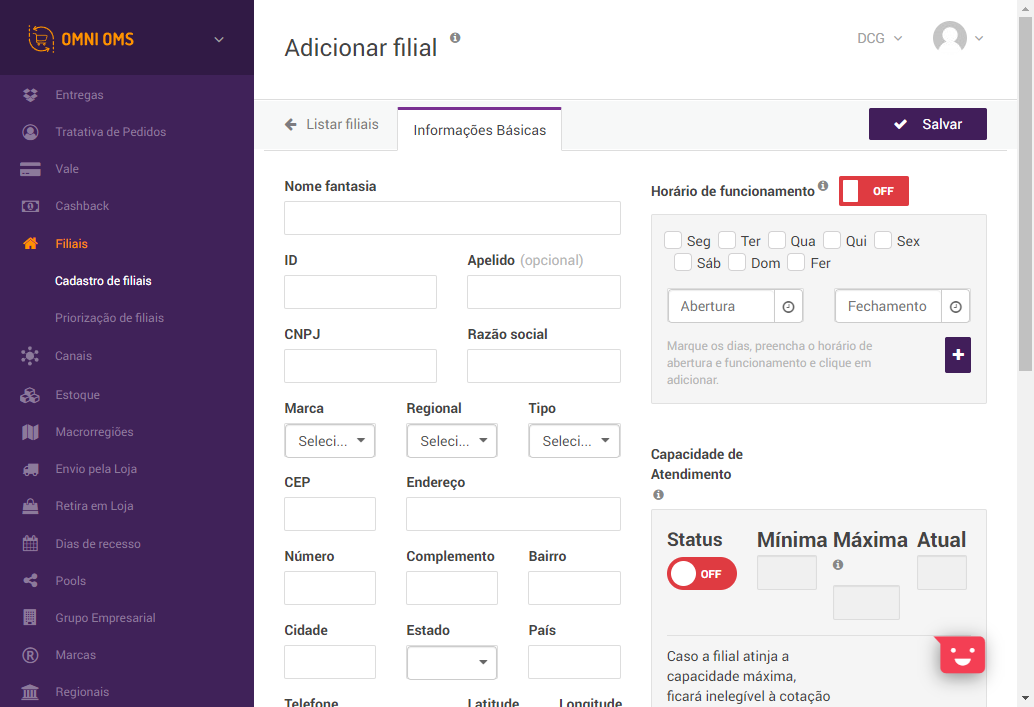 OMNI OMS
Entregas
Tratativa de Pedidos
Vale
Cashback
Filiais
Cadastro de filiais
Priorização de filiais
Canais
Estoque
Macrorregiões
Envio pela Loja
Retira em Loja
Dias de recesso
Pools
Grupo Empresarial
Marcas
Regionais
Adicionar filial
DCG
Listar filiais
Informações Básicas
Salvar
Nome fantasia
ID
Apelido (opcional)
CNPJ
Razão social
Marca
Regional
Tipo
Seleci...
Seleci...
Seleci...
CEP
Endereço
Número
Complemento
Bairro
Cidade
Estado
País
Telefone
Latitude
Longitude
Horário de funcionamento
OFF
Seg
Ter
Qua
Qui
Sex
Sáb
Dom
Fer
Abertura
Fechamento
Marque os dias, preencha o horário de
abertura e funcionamento e clique em
adicionar.
Capacidade de
Atendimento
Status
Mínima
Máxima
Atual
OFF
Caso a filial atinja a
capacidade máxima,
ficará inelegível à cotação